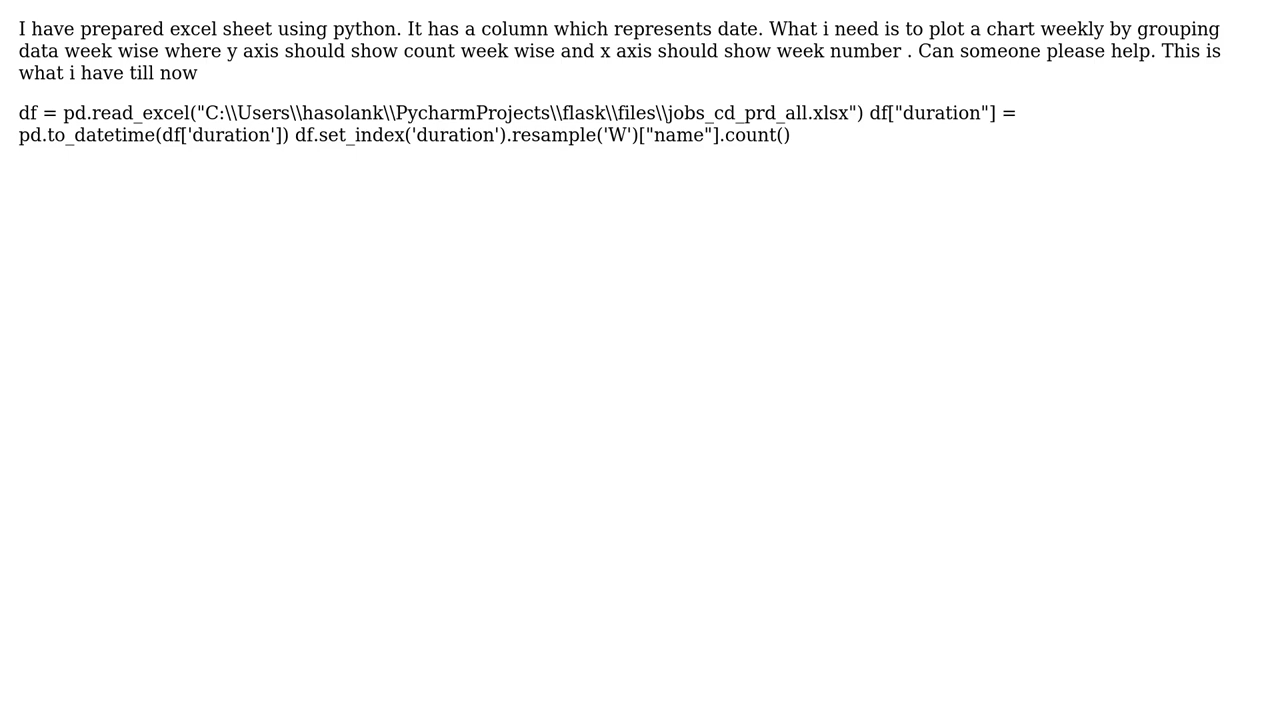 I have prepared excel sheet using python. It has a column which represents date. What i need is to plot a chart weekly by grouping
data week wise where y axis should show count week wise and x axis should show week number . Can someone please help. This is
what i have till now
df = pd.read_excel("C:\\Users\\hasolank\\PycharmProjects\\flask\\files\\jobs_cd_prd_all.xlsx") df["duration"] =
pd.to_datetime(df['duration']) df.set_index('duration').resample('W')["name"].count()